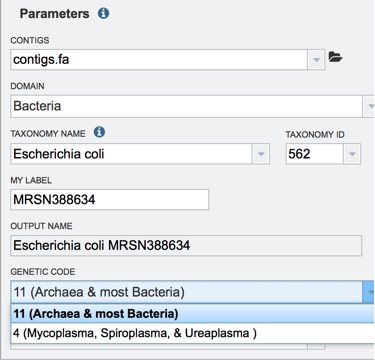 Parameters
CONTIGS
contigs.fa
DOMAIN
Bacteria
TAXONOMY NAME
TAXONOMY ID
Escherichia coli
562
MY LABEL
MRSN388634
OUTPUT NAME
Escherichia coli MRSN388634
GENETIC CODE
11 (Archaea & most Bacteria)
11 (Archaea & most Bacteria)
4 (Mycoplasma, Spiroplasma, & Ureaplasma )